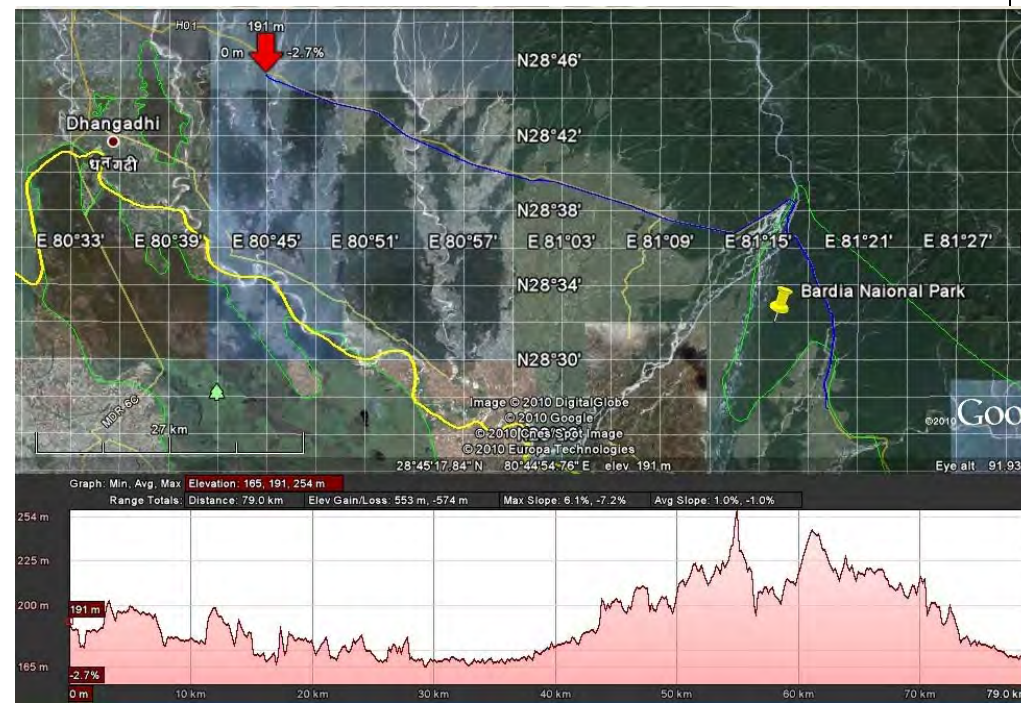 H01
191 m
0 m -2.7%
N28°46'
Dhangadhi
N28°42'
N28°38'
E 80°33' E 80°39' E 80°45' E 80°51' E 80°57' E 81°03' E 81°09' E 81°15' E 81°21' E 81°27'
N28°34'
Bardia Naional Park
N28°30'
MDR 6C
Image © 2010 DigitalGlobe
© 2010 Google
© 2010 Cnes/Spot Image
© 2010 Europa Technologies
©2010 Goo
27 km
28°45'17.84" N 80°44'54.76" E elev 191 m
Eye alt 91.93
Graph: Min, Avg, Max Elevation: 165, 191, 254 m
Range Totals: Distance: 79.0 km Elev Gain/Loss: 553 m, -574 m Max Slope: 6.1%, -7.2% Avg Slope: 1.0%, -1.0%
254 m
225 m
200 m
191 m
165 m
-2.7%
0 m 10 km 20 km 30 km 40 km 50 km 60 km 70 km 79.0 k